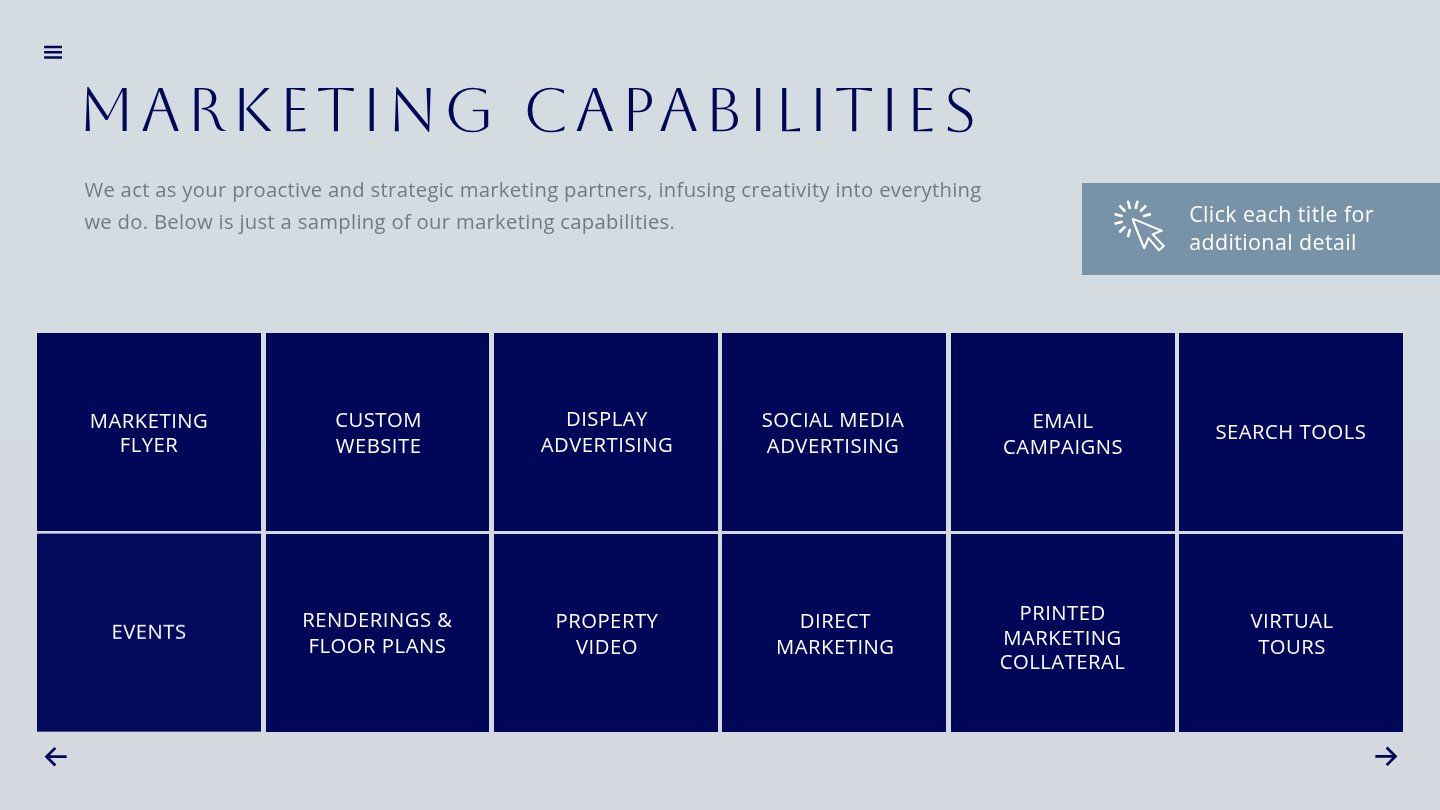 MARKETING CAPABILITIES
We act as your proactive and strategic marketing partners, infusing creativity into everything
we do. Below is just a sampling of our marketing capabilities.
Click each title for
additional detail
MARKETING
FLYER
CUSTOM
WEBSITE
DISPLAY
ADVERTISING
SOCIAL MEDIA
ADVERTISING
EMAIL
CAMPAIGNS
SEARCH TOOLS
EVENTS
RENDERINGS &
FLOOR PLANS
PROPERTY
VIDEO
DIRECT
MARKETING
PRINTED
MARKETING
COLLATERAL
VIRTUAL
TOURS